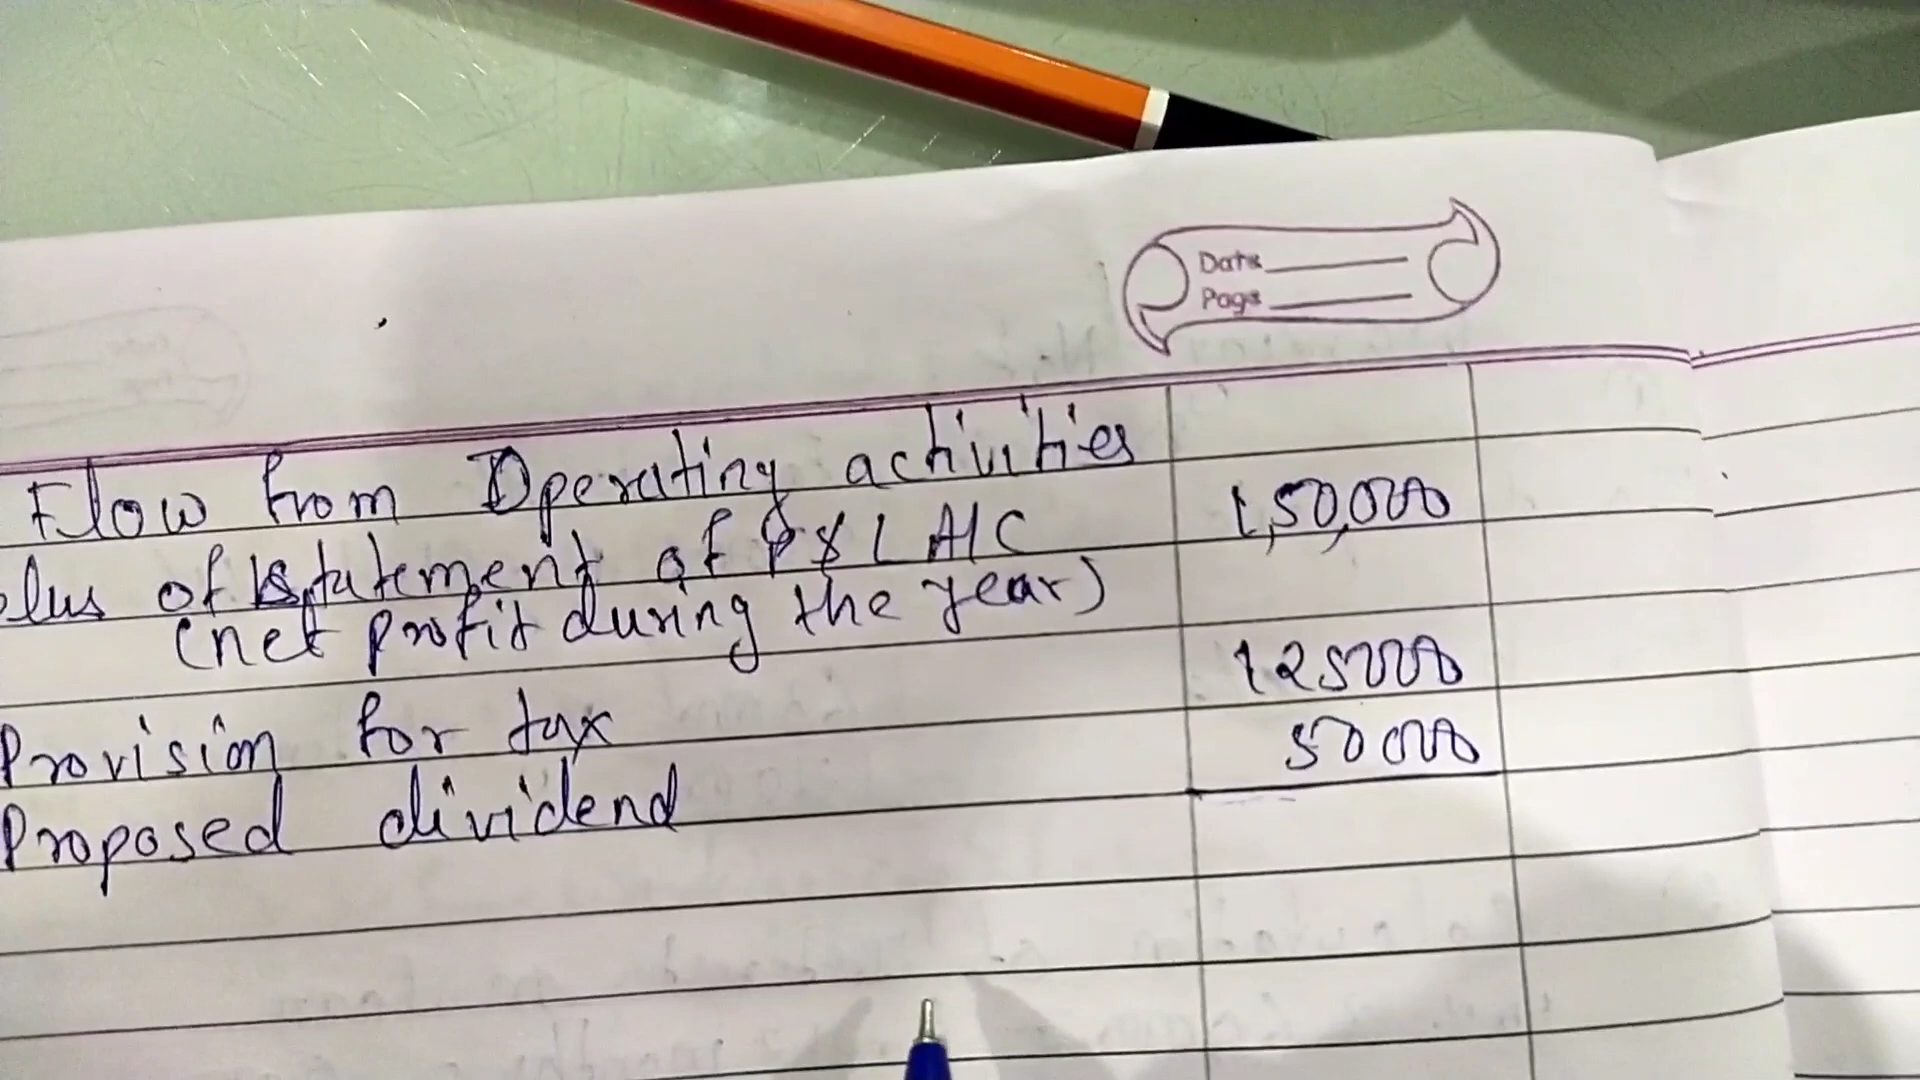 Date
Page
Flow from Operating activities
plus of statement of P & L A/C 1,50,000
(net profit during the year)
Provision for tax 125000
Proposed dividend 50000